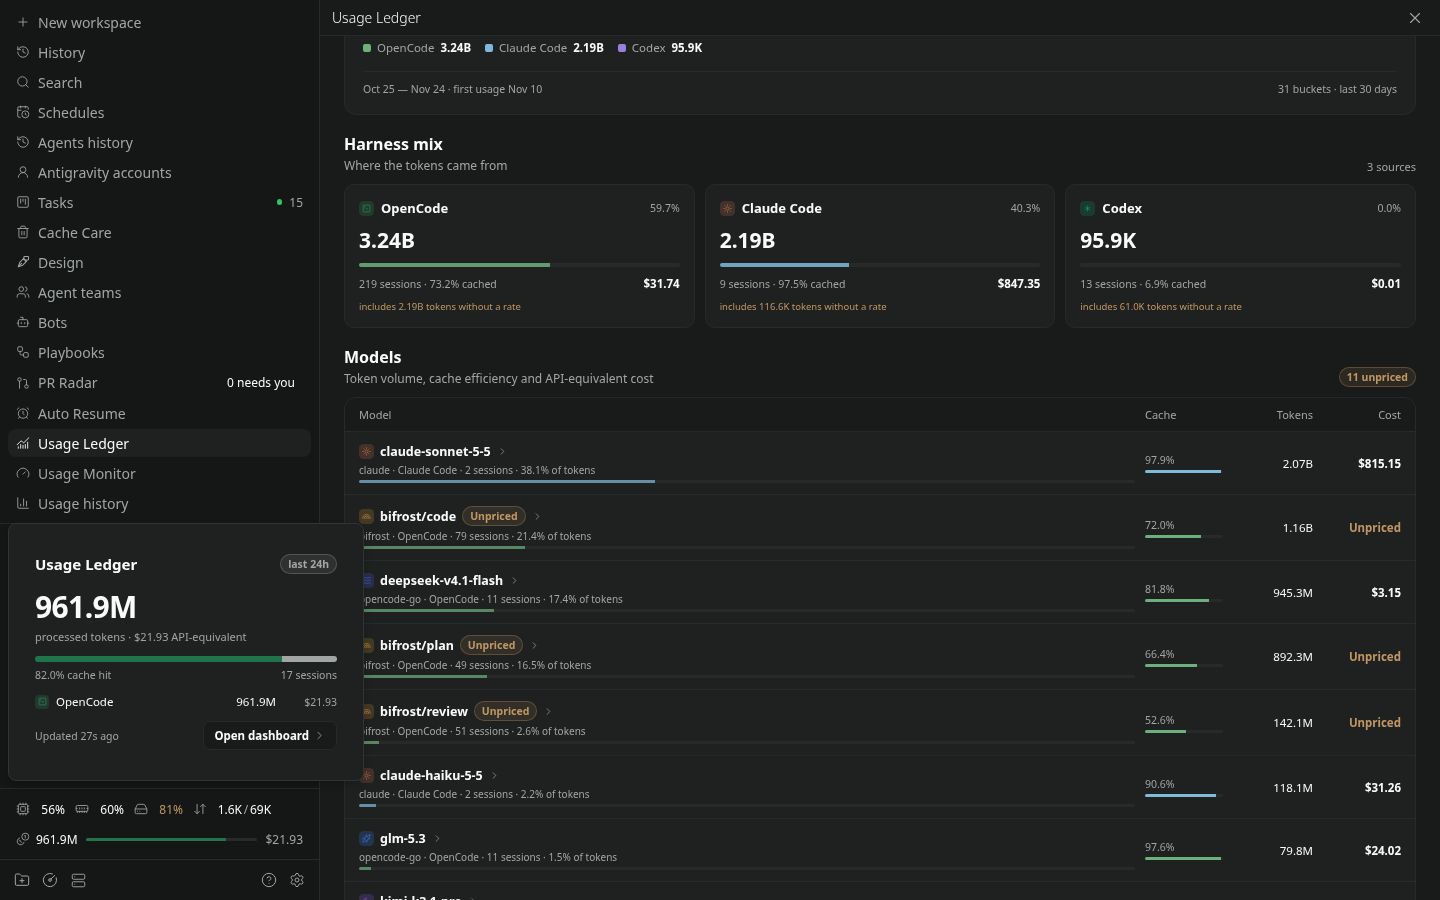 New workspace
History
Search
Schedules
Agents history
Antigravity accounts
Tasks
15
Cache Care
Design
Agent teams
Bots
Playbooks
PR Radar
0 needs you
Auto Resume
Usage Ledger
Usage Monitor
Usage history
Usage Ledger
last 24h
961.9M
processed tokens · $21.93 API-equivalent
82.0% cache hit
17 sessions
OpenCode 961.9M $21.93
Updated 27s ago
Open dashboard
56% 60% 81% 1.6K/69K
961.9M $21.93
Usage Ledger
OpenCode 3.24B Claude Code 2.19B Codex 95.9K
Oct 25 — Nov 24 · first usage Nov 10
31 buckets · last 30 days
Harness mix
Where the tokens came from
3 sources
OpenCode 59.7%
3.24B
219 sessions · 73.2% cached $31.74
includes 2.19B tokens without a rate
Claude Code 40.3%
2.19B
9 sessions · 97.5% cached $847.35
includes 116.6K tokens without a rate
Codex 0.0%
95.9K
13 sessions · 6.9% cached $0.01
includes 61.0K tokens without a rate
Models
Token volume, cache efficiency and API-equivalent cost
11 unpriced
Model Cache Tokens Cost
claude-sonnet-5-5
claude · Claude Code · 2 sessions · 38.1% of tokens
97.9% 2.07B $815.15
bifrost/code Unpriced
ifrost · OpenCode · 79 sessions · 21.4% of tokens
72.0% 1.16B Unpriced
deepseek-v4.1-flash
opencode-go · OpenCode · 11 sessions · 17.4% of tokens
81.8% 945.3M $3.15
bifrost/plan Unpriced
ifrost · OpenCode · 49 sessions · 16.5% of tokens
66.4% 892.3M Unpriced
bifrost/review Unpriced
ifrost · OpenCode · 51 sessions · 2.6% of tokens
52.6% 142.1M Unpriced
claude-haiku-5-5
claude · Claude Code · 2 sessions · 2.2% of tokens
90.6% 118.1M $31.26
glm-5.3
opencode-go · OpenCode · 11 sessions · 1.5% of tokens
97.6% 79.8M $24.02